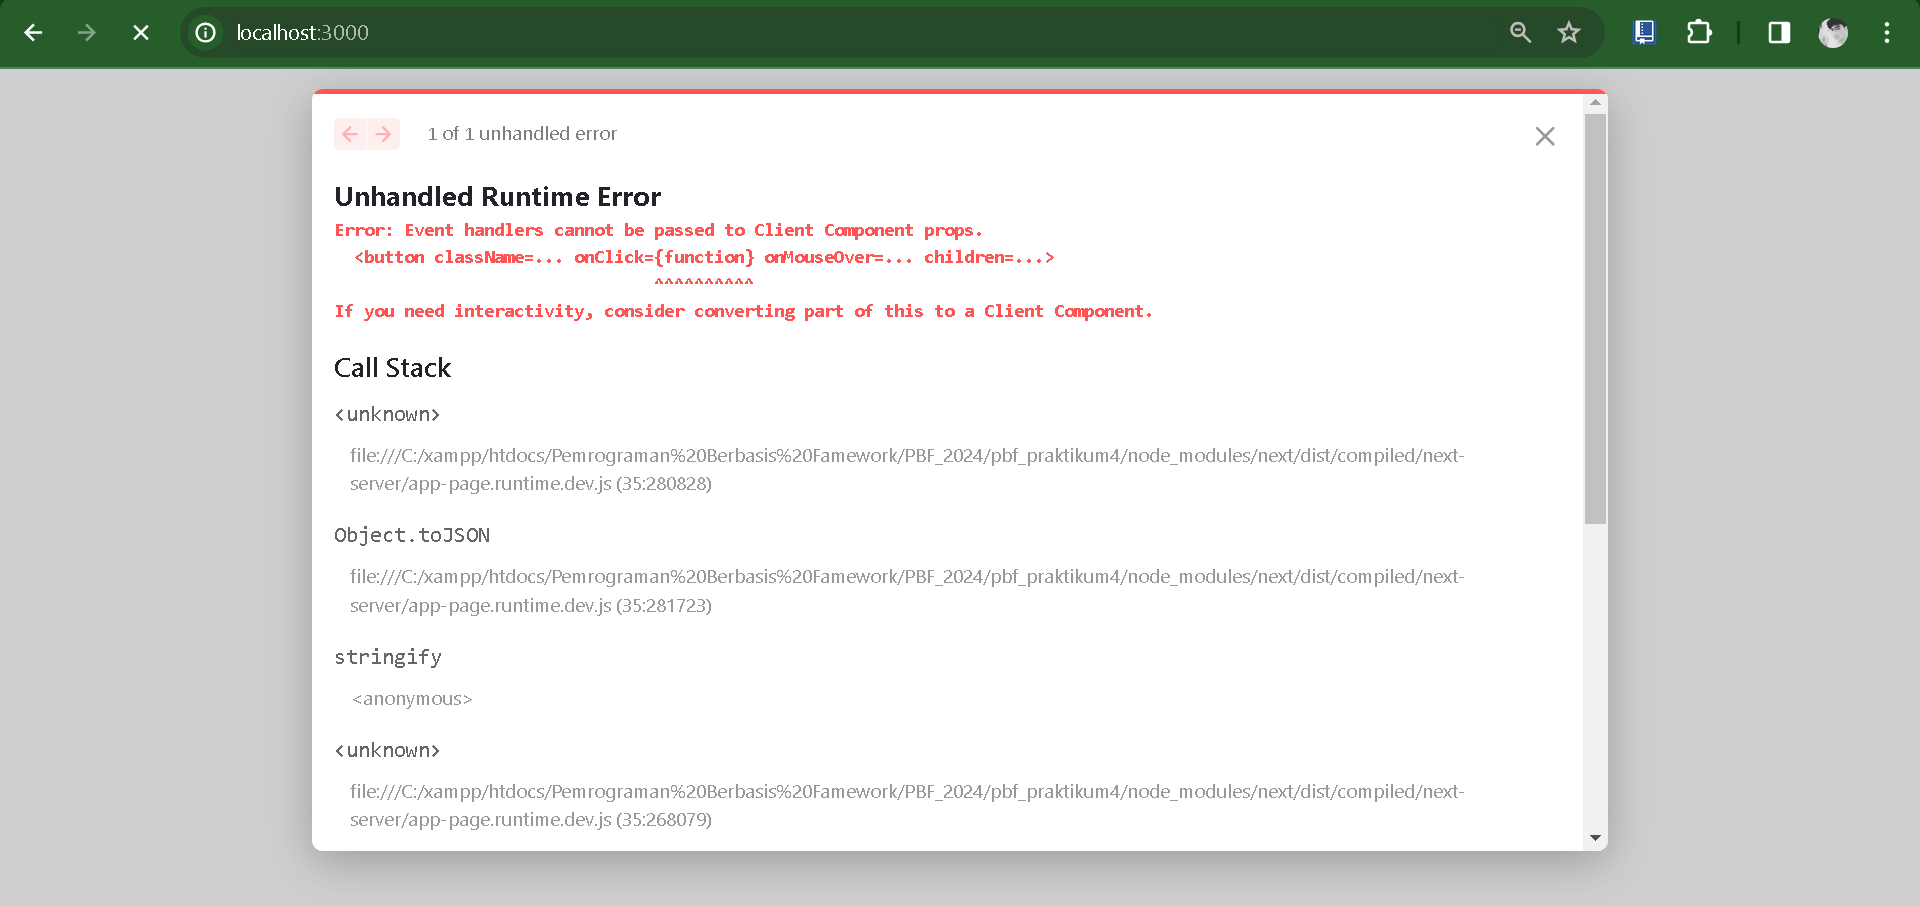 localhost:3000
1 of 1 unhandled error
Unhandled Runtime Error
Error: Event handlers cannot be passed to Client Component props.
<button className=... onClick={function} onMouseOver=... children=...>
^^^^^^^^^^
If you need interactivity, consider converting part of this to a Client Component.
Call Stack
<unknown>
file:///C:/xampp/htdocs/Pemrograman%20Berbasis%20Famework/PBF_2024/pbf_praktikum4/node_modules/next/dist/compiled/next-
server/app-page.runtime.dev.js (35:280828)
Object.toJSON
file:///C:/xampp/htdocs/Pemrograman%20Berbasis%20Famework/PBF_2024/pbf_praktikum4/node_modules/next/dist/compiled/next-
server/app-page.runtime.dev.js (35:281723)
stringify
<anonymous>
<unknown>
file:///C:/xampp/htdocs/Pemrograman%20Berbasis%20Famework/PBF_2024/pbf_praktikum4/node_modules/next/dist/compiled/next-
server/app-page.runtime.dev.js (35:268079)